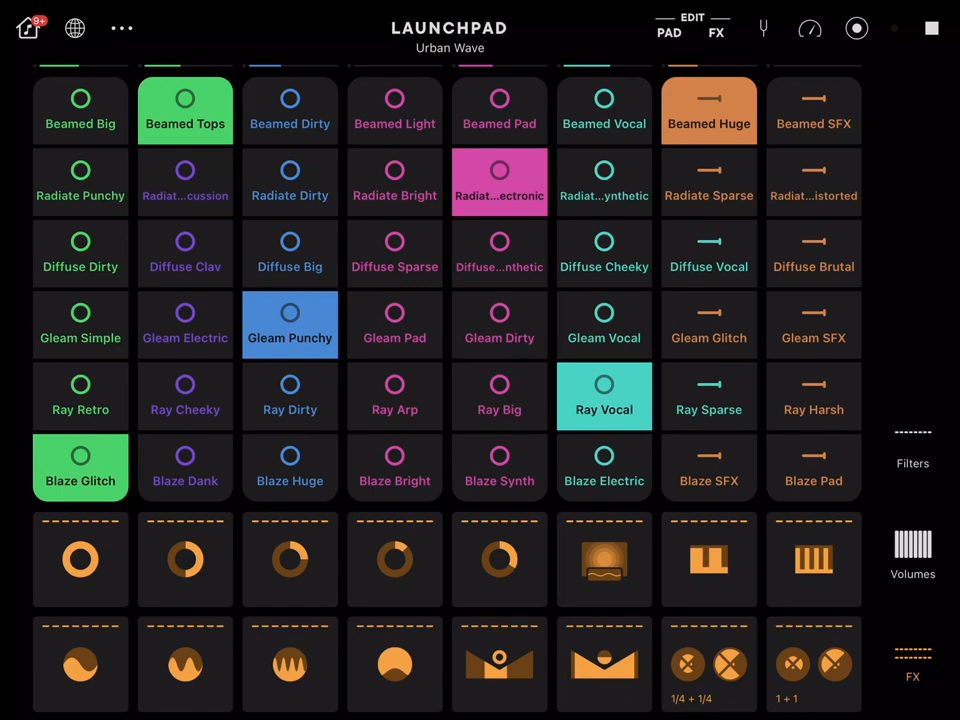 9+
LAUNCHPAD
Urban Wave
EDIT
PAD FX
Beamed Big Beamed Tops Beamed Dirty Beamed Light Beamed Pad Beamed Vocal Beamed Huge Beamed SFX
Radiate Punchy Radiat...cussion Radiate Dirty Radiate Bright Radiat...ectronic Radiat...ynthetic Radiate Sparse Radiat...istorted
Diffuse Dirty Diffuse Clav Diffuse Big Diffuse Sparse Diffuse...nthetic Diffuse Cheeky Diffuse Vocal Diffuse Brutal
Gleam Simple Gleam Electric Gleam Punchy Gleam Pad Gleam Dirty Gleam Vocal Gleam Glitch Gleam SFX
Ray Retro Ray Cheeky Ray Dirty Ray Arp Ray Big Ray Vocal Ray Sparse Ray Harsh
Blaze Glitch Blaze Dank Blaze Huge Blaze Bright Blaze Synth Blaze Electric Blaze SFX Blaze Pad
Filters
Volumes
FX
1/4 + 1/4 1 + 1